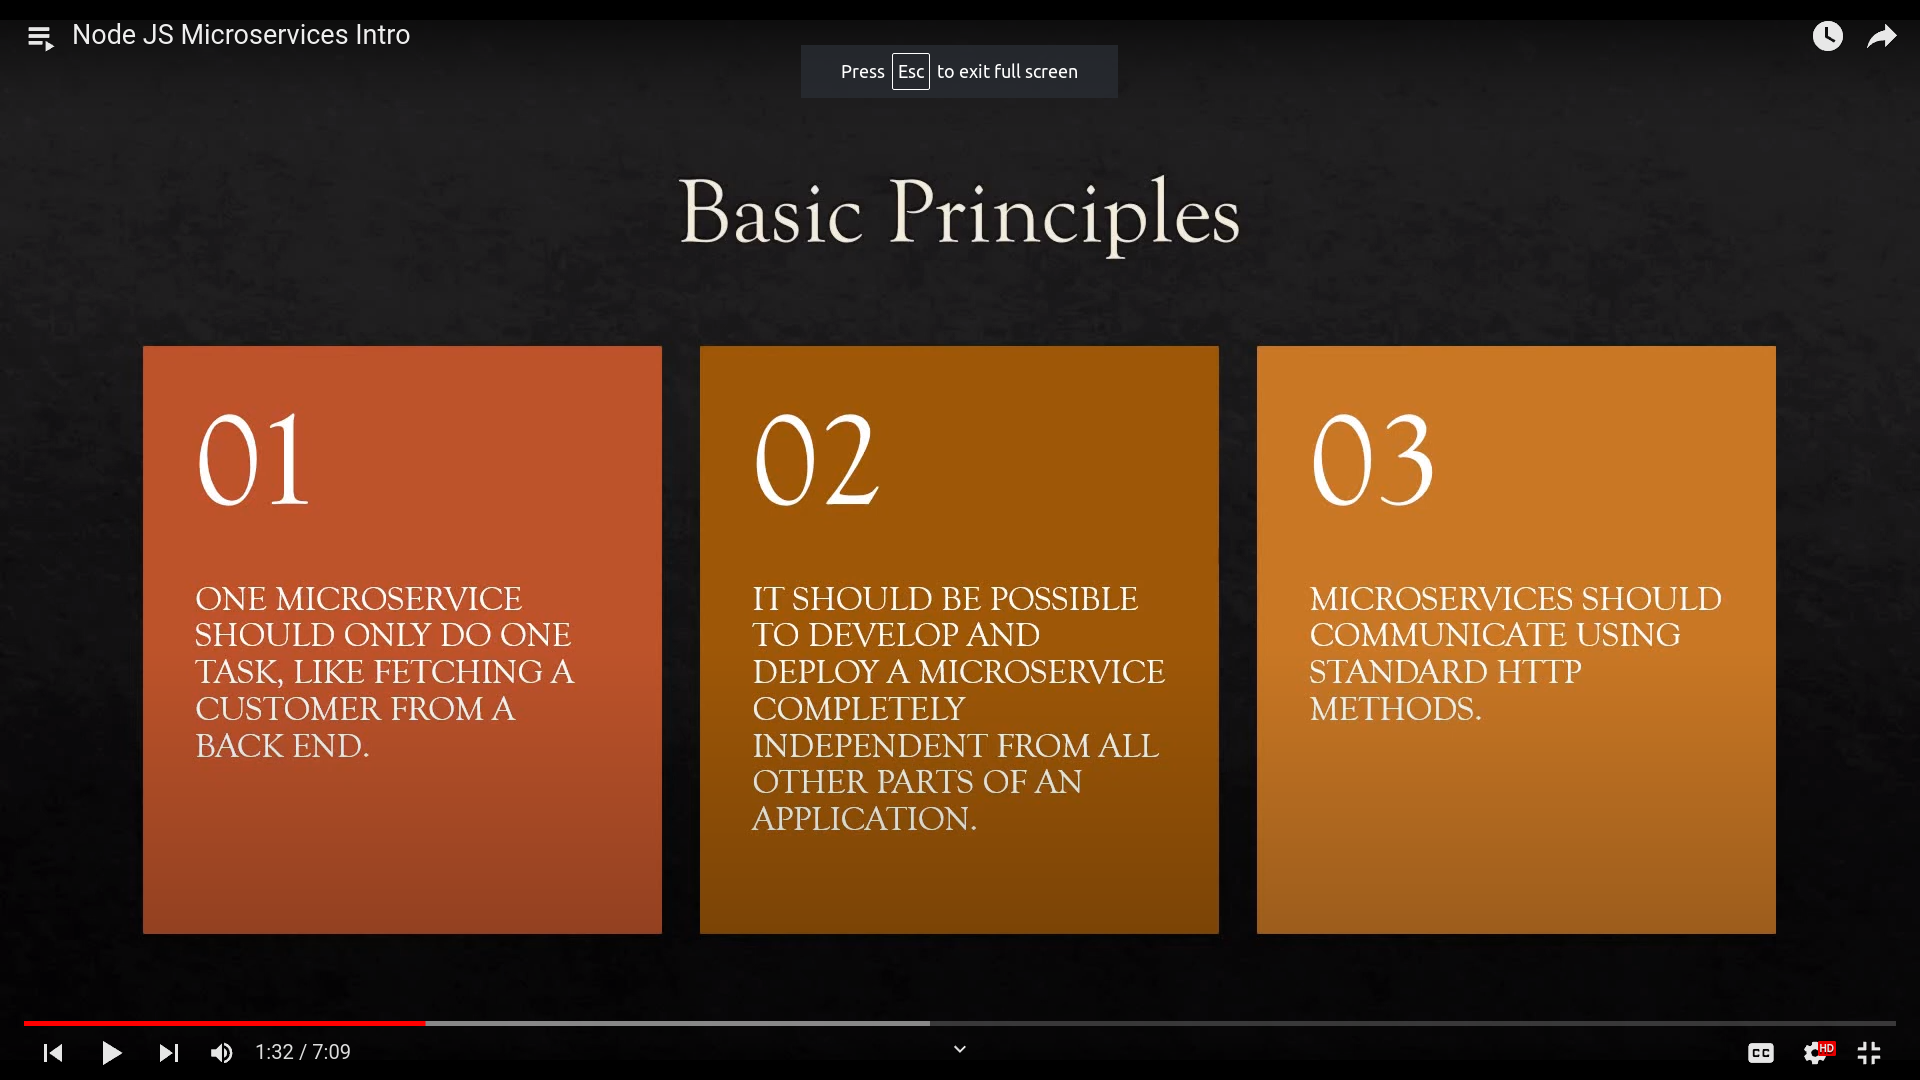 Node JS Microservices Intro
Press Esc to exit full screen
Basic Principles
01
ONE MICROSERVICE
SHOULD ONLY DO ONE
TASK, LIKE FETCHING A
CUSTOMER FROM A
BACK END.
02
IT SHOULD BE POSSIBLE
TO DEVELOP AND
DEPLOY A MICROSERVICE
COMPLETELY
INDEPENDENT FROM ALL
OTHER PARTS OF AN
APPLICATION.
03
MICROSERVICES SHOULD
COMMUNICATE USING
STANDARD HTTP
METHODS.
1:32 / 7:09
CC
HD